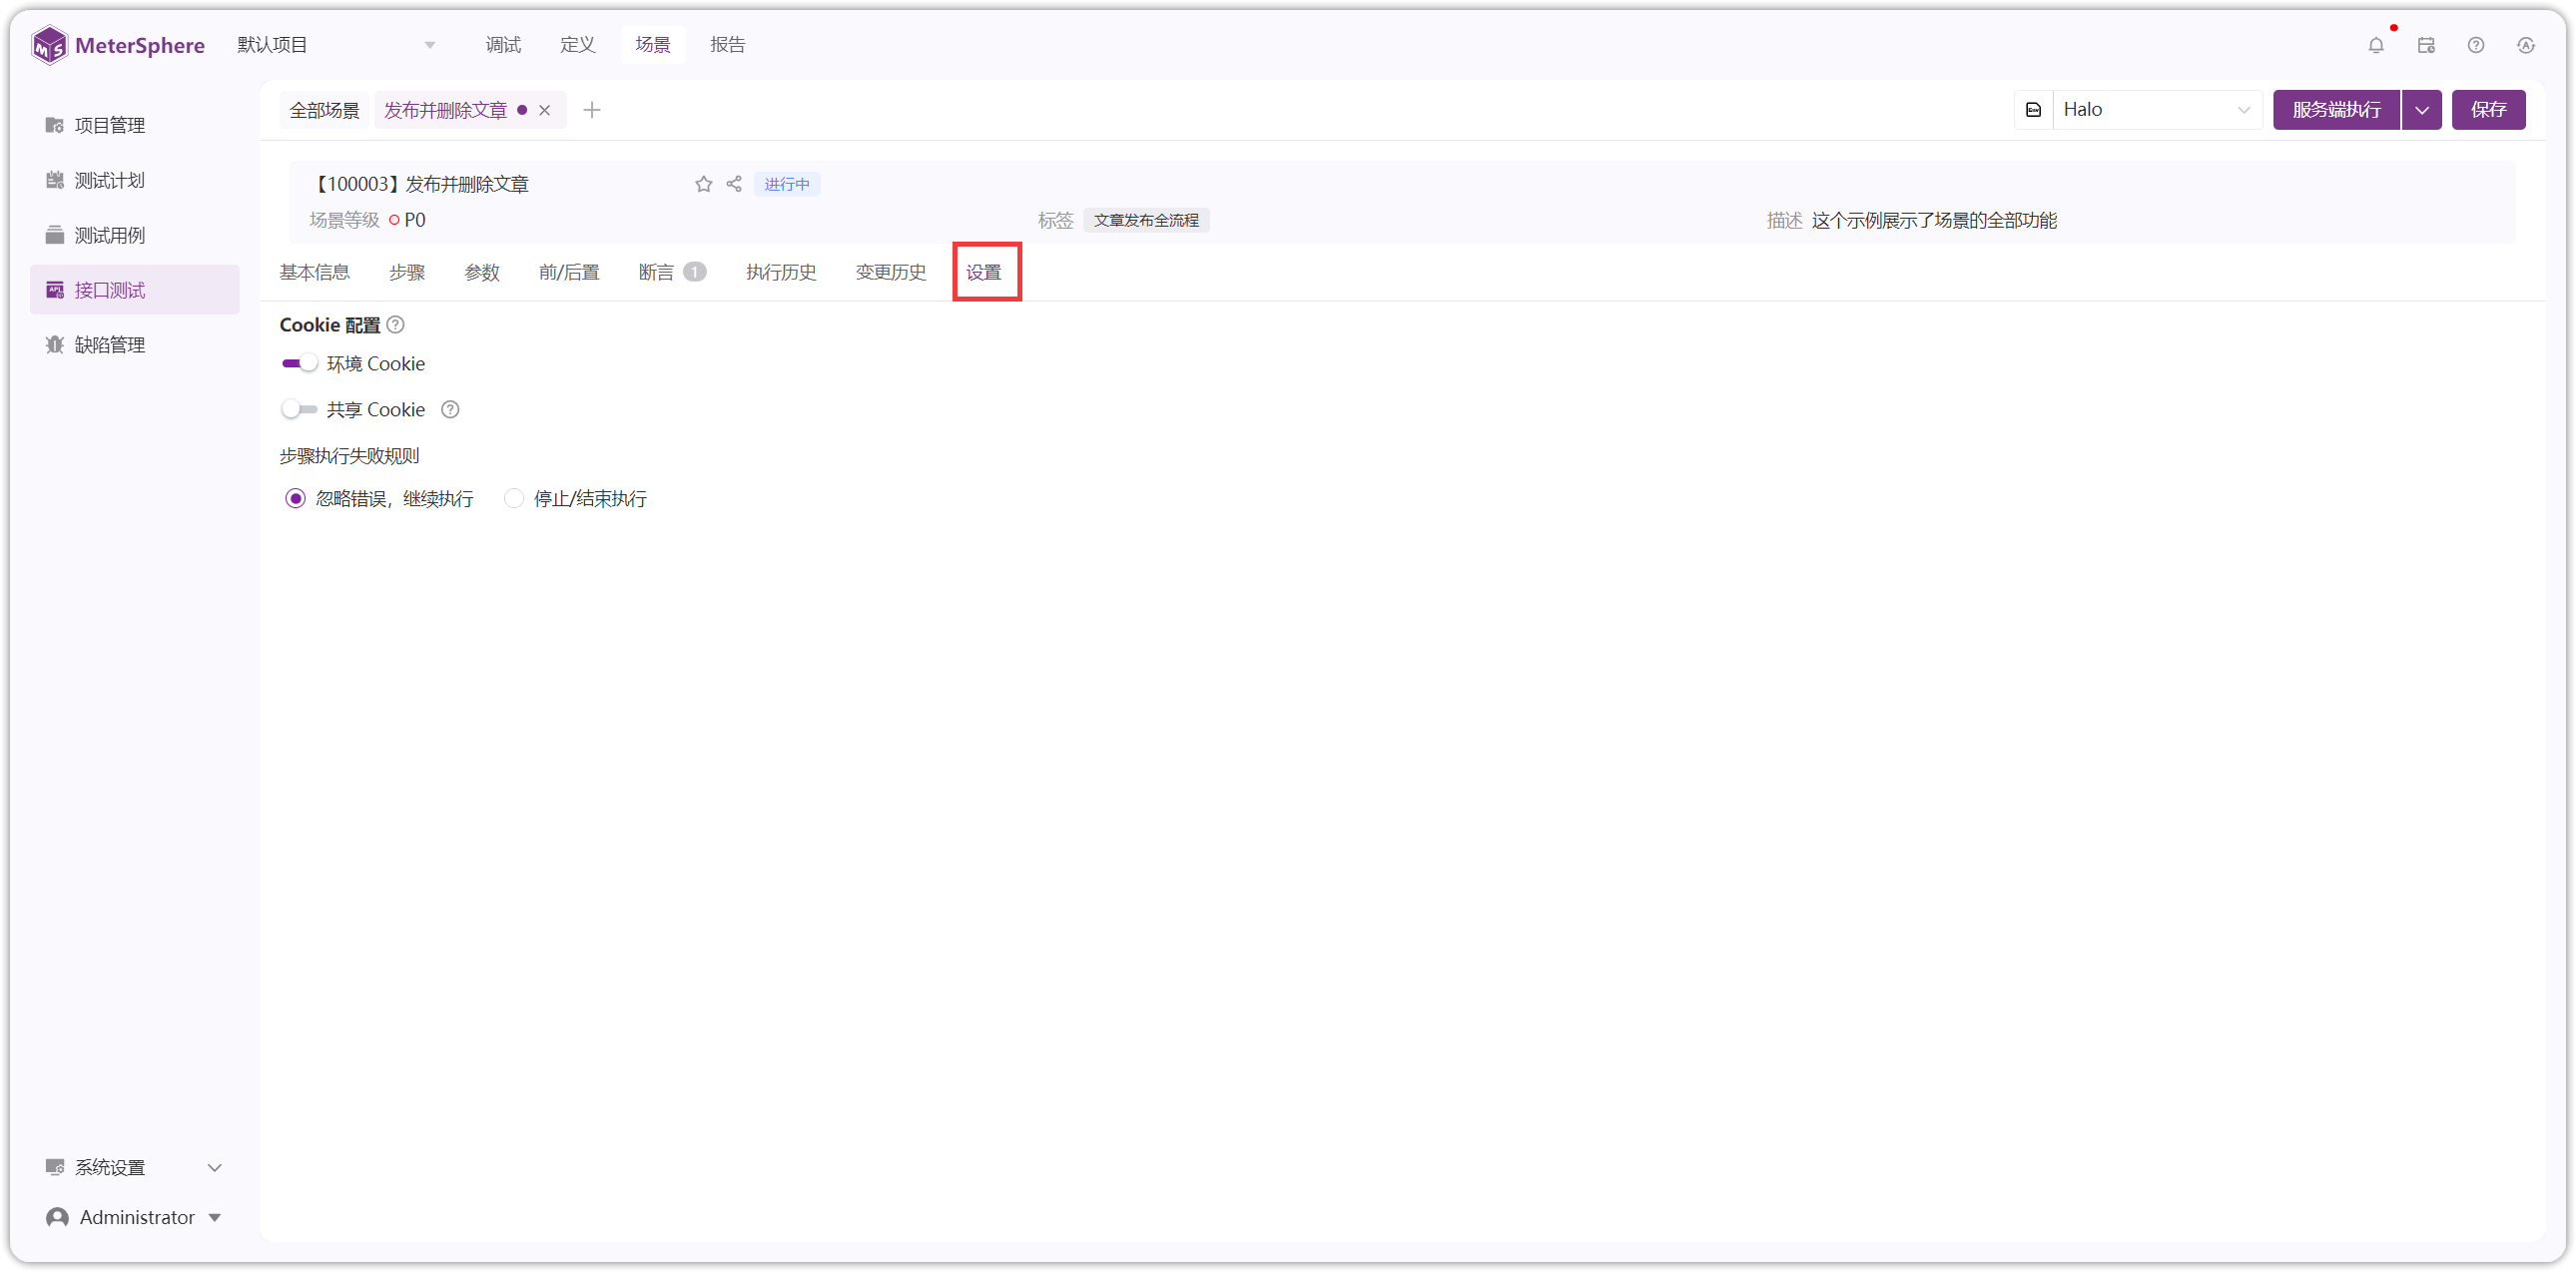 MeterSphere 默认项目 调试 定义 场景 报告
项目管理
测试计划
测试用例
接口测试
缺陷管理
系统设置
Administrator
全部场景 发布并删除文章 Halo 服务端执行 保存
【100003】发布并删除文章 进行中
场景等级 P0 标签 文章发布全流程 描述 这个示例展示了场景的全部功能
基本信息 步骤 参数 前/后置 断言 1 执行历史 变更历史 设置
Cookie 配置
环境 Cookie
共享 Cookie
步骤执行失败规则
忽略错误，继续执行 停止/结束执行